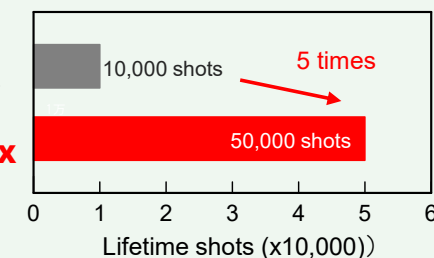 10,000 shots
5 times
50,000 shots
x
0 1 2 3 4 5 6
Lifetime shots (x10,000)）